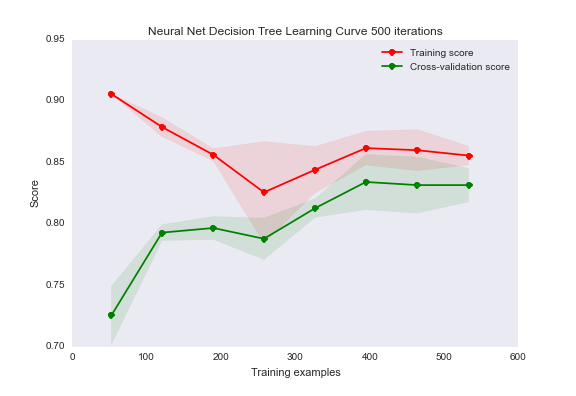 Neural Net Decision Tree Learning Curve 500 iterations
0.95
Training score
Cross-validation score
0.90
0.85
0.80
0.75
0.70
Score
0 100 200 300 400 500 600
Training examples